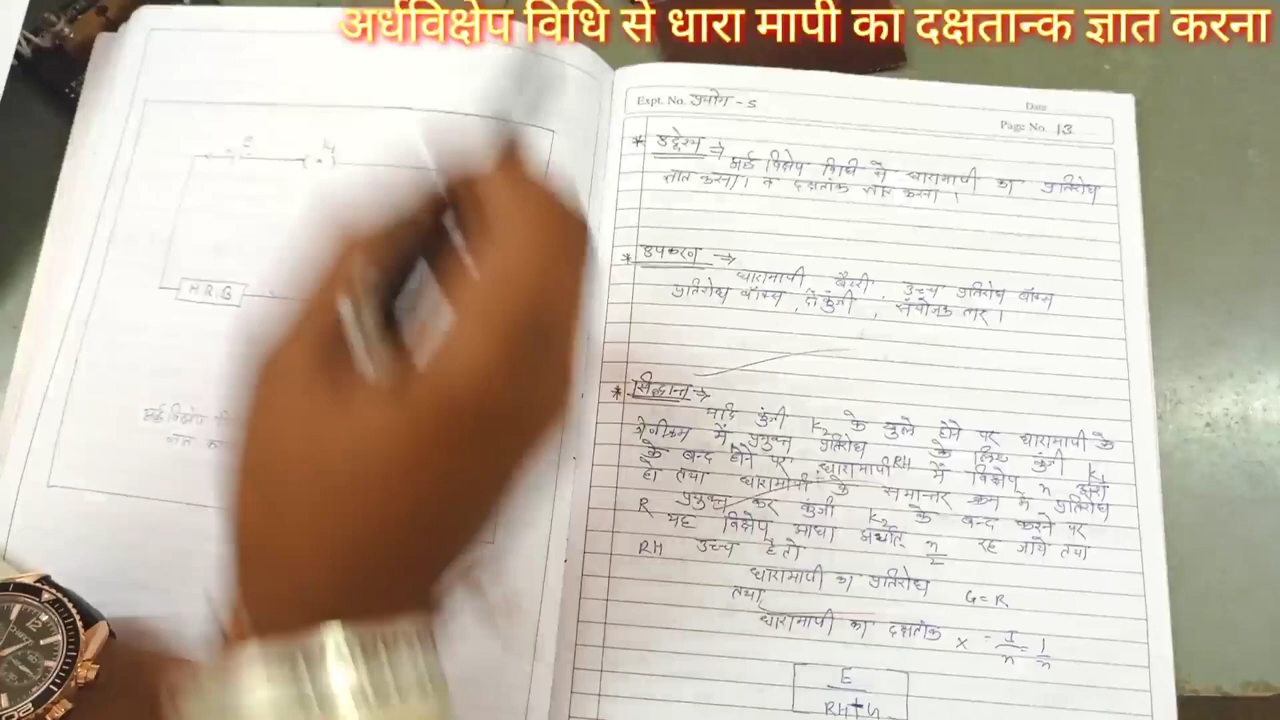 अर्धविक्षेप विधि से धारा मापी का दक्षतान्क ज्ञात करना
Expt. No. प्रयोग - 5
Date
Page No. 13
* उद्देश्य ⇒
अर्द्ध विक्षेप विधि से धारामापी का प्रतिरोध
ज्ञात करना। व दक्षतांक ज्ञात करना।
* उपकरण →
धारामापी, बैटरी, उच्च प्रतिरोध बॉक्स
प्रतिरोध बॉक्स, दो कुंजी, संयोजक तार।
* सिद्धान्त →
यदि कुंजी K2 के खुले होने पर धारामापी के
श्रेणीक्रम में प्रयुक्त प्रतिरोध RH के लिए कुंजी K1
के बन्द होने पर धारामापी में विक्षेप n
हो तथा धारामापी के समान्तर क्रम में प्रतिरोध
R प्रयुक्त कर कुंजी K2 के बन्द करने पर
यह विक्षेप आधा अर्थात् n/2 रह जाये तथा
RH उच्च है तो
धारामापी का प्रतिरोध G = R
तथा
धारामापी का दक्षतांक X = I/n = 1/n
E
RH+G
H R B
अर्द्ध विक्षेप